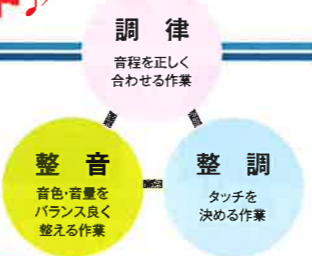 調 律
音程を正しく
合わせる作業
整 音
音色・音量を
バランス良く
整える作業
整 調
タッチを
決める作業